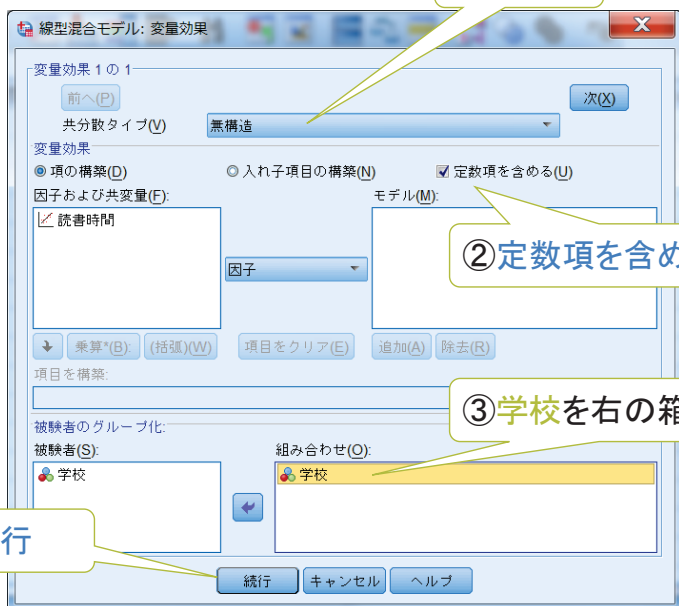 線型混合モデル: 変量効果
変量効果 1 の 1
前へ(P)
次(X)
共分散タイプ(V)
無構造
変量効果
項の構築(D)
入れ子項目の構築(N)
定数項を含める(U)
因子および共変量(F):
モデル(M):
読書時間
因子
②定数項を含め
乗算*(B):
(括弧)(W)
項目をクリア(E)
追加(A)
除去(R)
項目を構築:
③学校を右の箱
被験者のグループ化:
被験者(S):
組み合わせ(O):
学校
学校
行
続行
キャンセル
ヘルプ